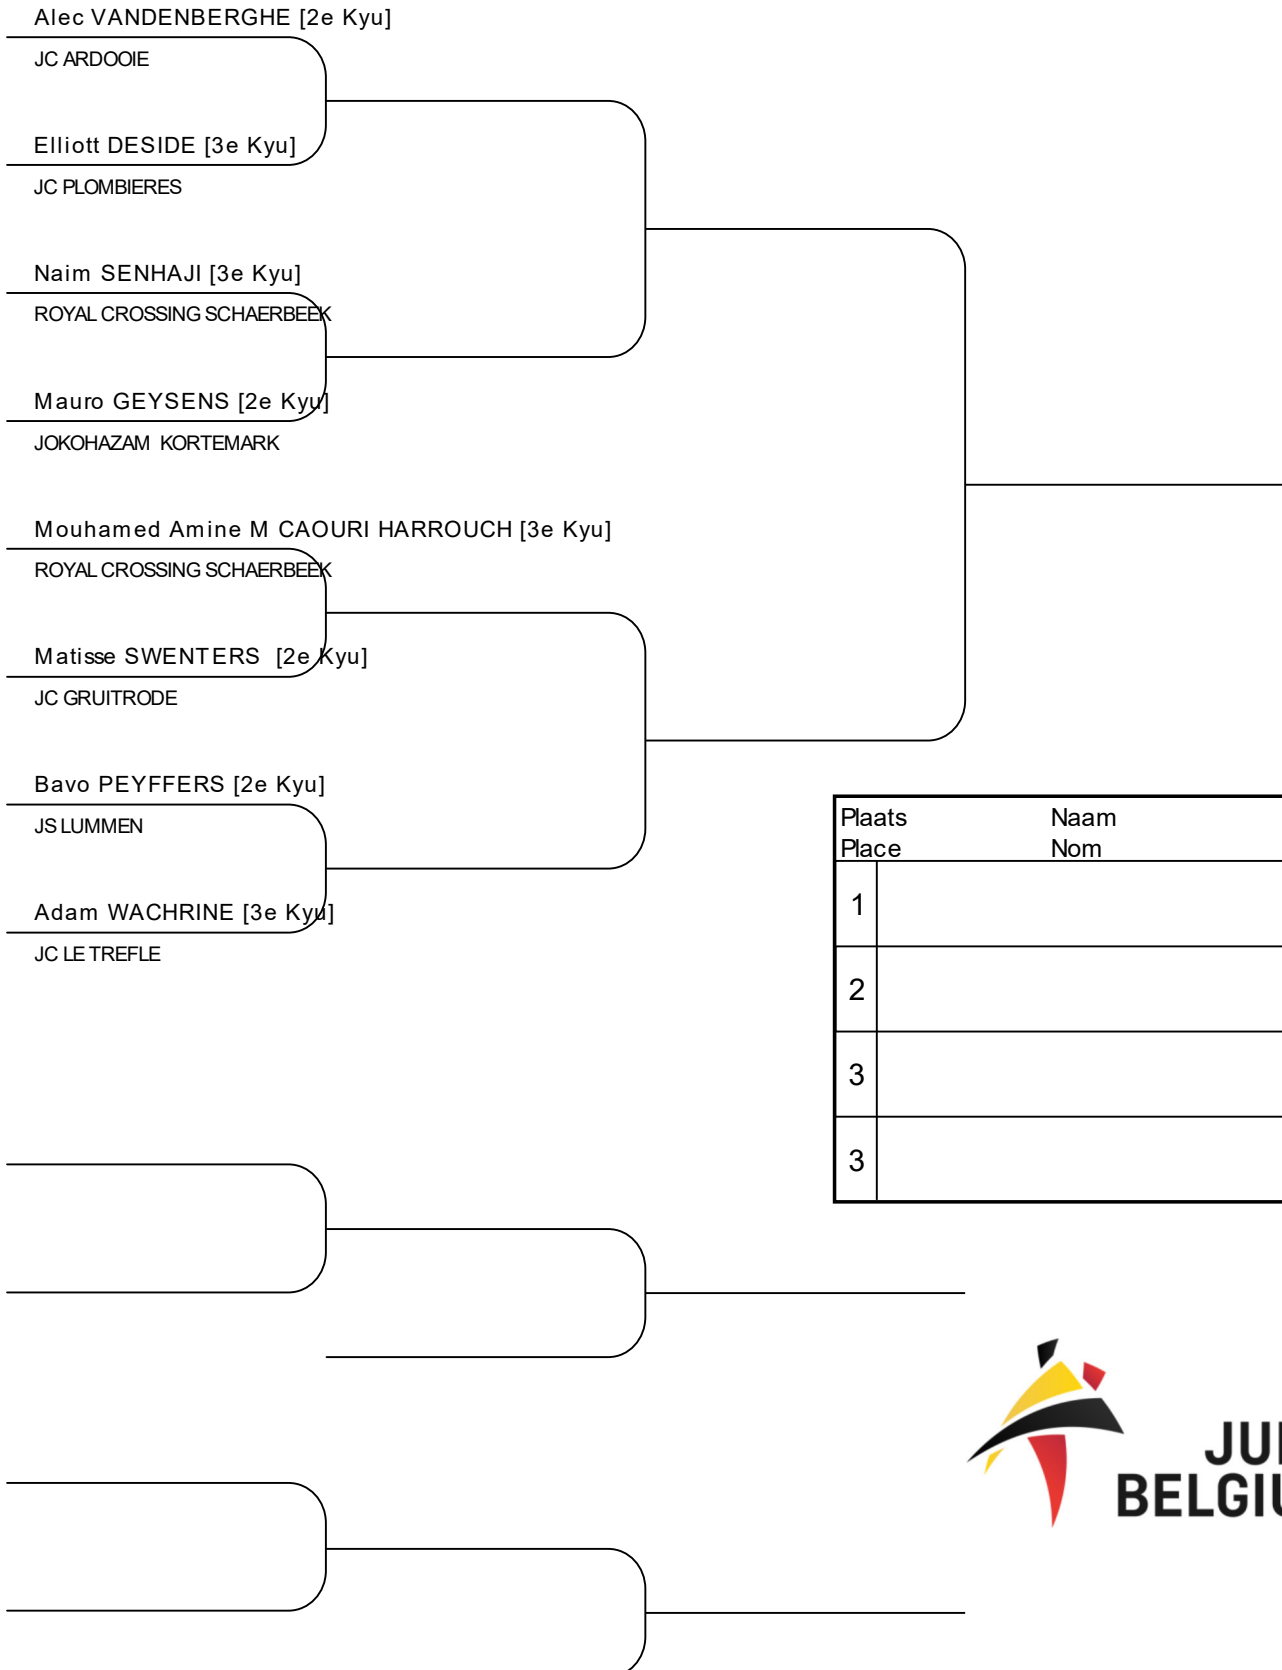 Alec VANDENBERGHE [2e Kyu]
JC ARDOOIE
Elliott DESIDE [3e Kyu]
JC PLOMBIERES
Naim SENHAJI [3e Kyu]
ROYAL CROSSING SCHAERBEEK
Mauro GEYSENS [2e Kyu]
JOKOHAZAM KORTEMARK
Mouhamed Amine M CAOURI HARROUCH [3e Kyu]
ROYAL CROSSING SCHAERBEEK
Matisse SWENTERS [2e Kyu]
JC GRUITRODE
Bavo PEYFFERS [2e Kyu]
JS LUMMEN
Adam WACHRINE [3e Kyu]
JC LE TREFLE
Plaats Naam
Place Nom
1
2
3
3
JU
BELGIU